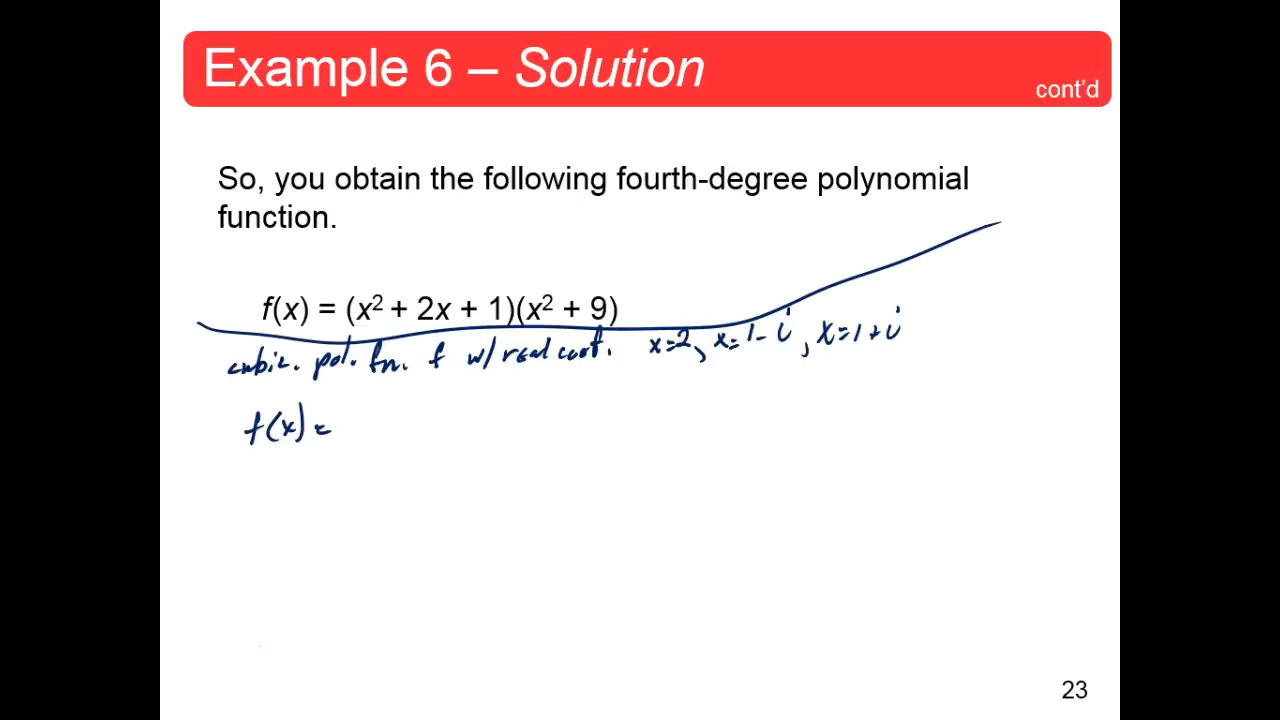 Example 6 – Solution
cont'd
So, you obtain the following fourth-degree polynomial
function.
f(x) = (x² + 2x + 1)(x² + 9)
cubic. pol. fn. f w/ real coef. x=2, x=1-i, x=1+i
f(x) =
23